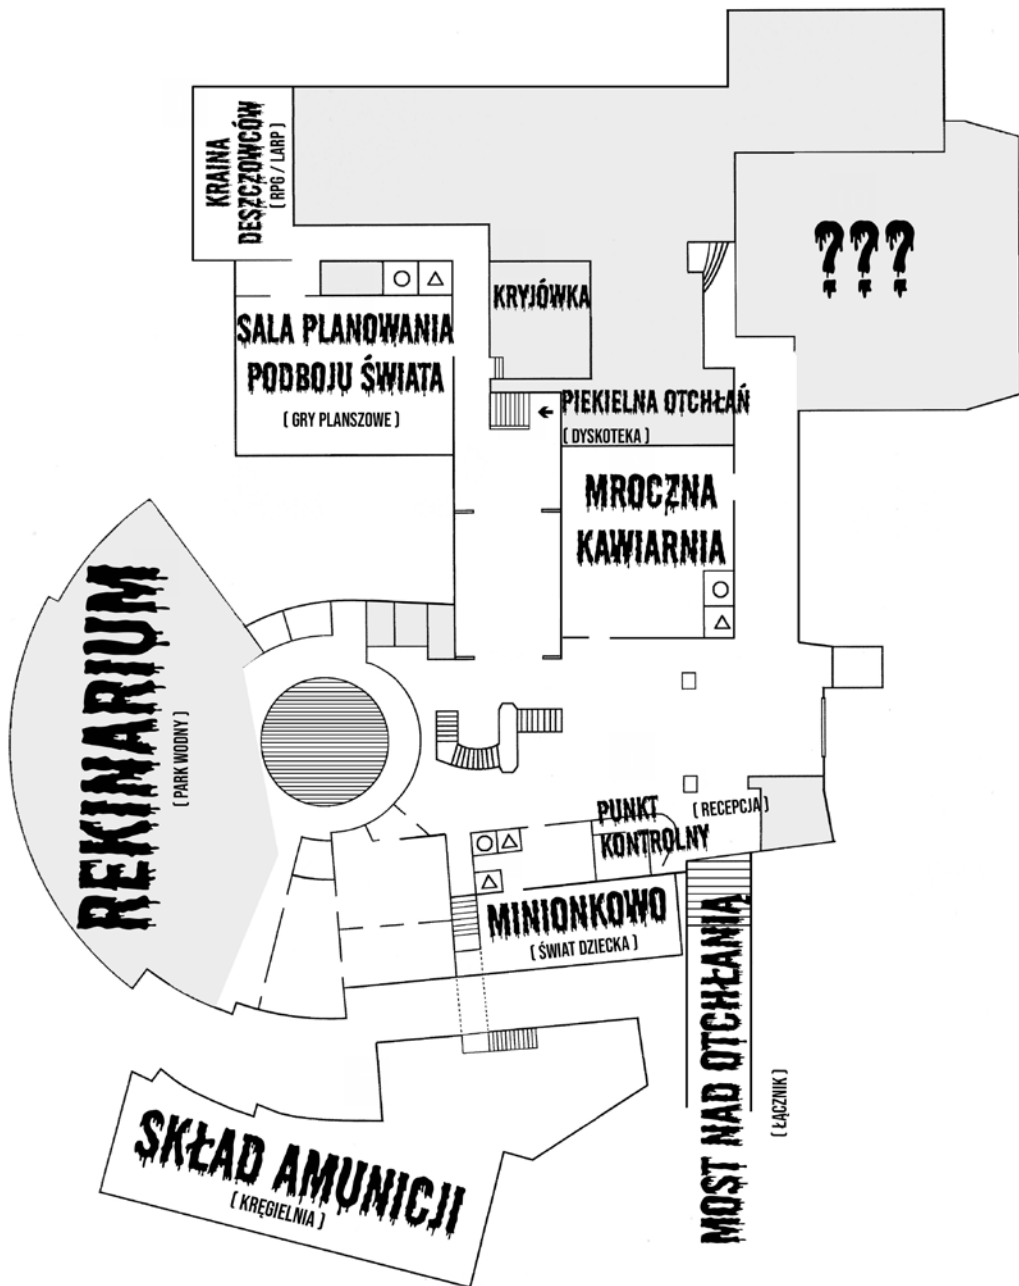 KRAINA
DESZCZOWCÓW
( RPG / LARP )
???
KRYJÓWKA
SALA PLANOWANIA
PODBOJU ŚWIATA
( GRY PLANSZOWE )
PIEKIELNA OTCHŁAŃ
( DYSKOTEKA )
MROCZNA
KAWIARNIA
REKINARIUM
( PARK WODNY )
PUNKT
KONTROLNY
( RECEPCJA )
MINIONKOWO
( ŚWIAT DZIECKA )
MOST NAD OTCHŁANIĄ
( ŁĄCZNIK )
SKŁAD AMUNICJI
( KRĘGIELNIA )